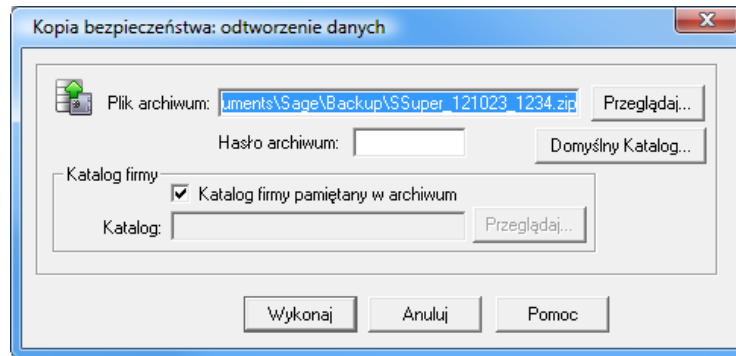 Kopia bezpieczeństwa: odtworzenie danych
Plik archiwum: uments\Sage\Backup\SSuper_121023_1234.zip Przeglądaj...
Hasło archiwum: Domyślny Katalog...
Katalog firmy
Katalog firmy pamiętany w archiwum
Katalog: Przeglądaj...
Wykonaj Anuluj Pomoc